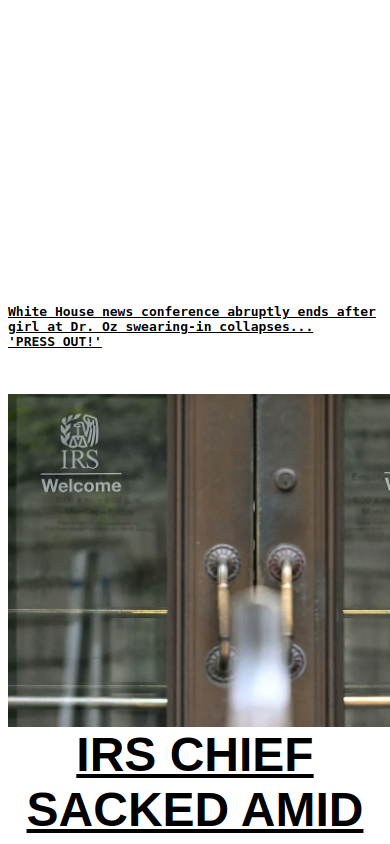 White House news conference abruptly ends after
girl at Dr. Oz swearing-in collapses...
'PRESS OUT!'
IRS
Welcome
IRS CHIEF
SACKED AMID